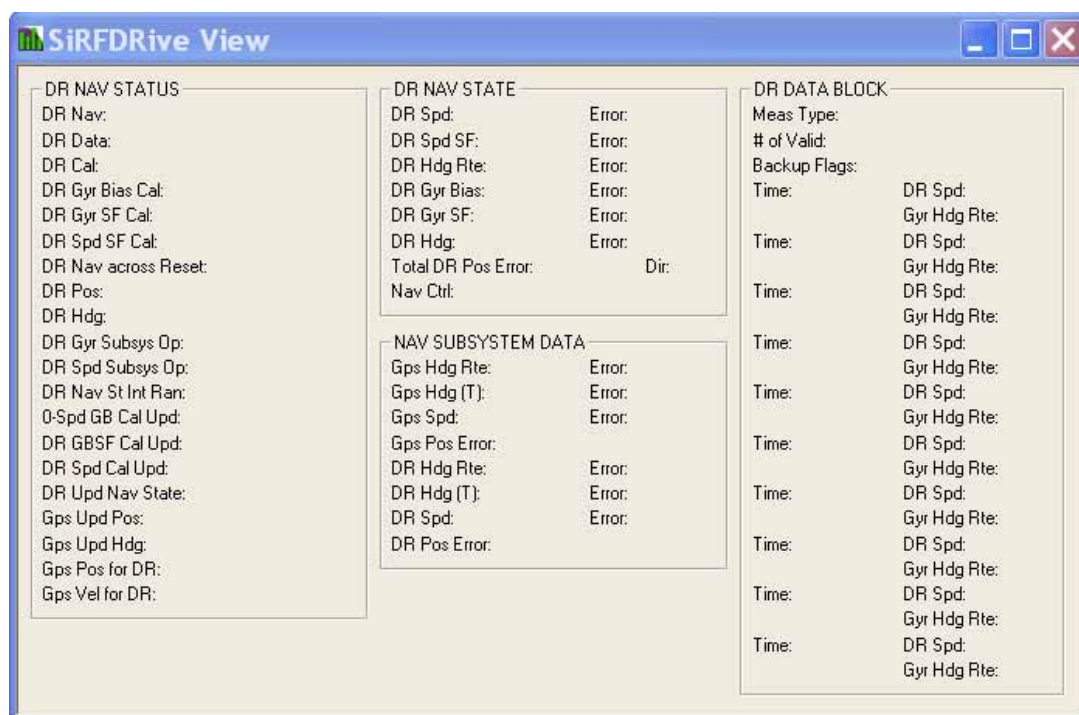 SiRFDRive View
DR NAV STATUS
DR Nav:
DR Data:
DR Cal:
DR Gyr Bias Cal:
DR Gyr SF Cal:
DR Spd SF Cal:
DR Nav across Reset:
DR Pos:
DR Hdg:
DR Gyr Subsys Op:
DR Spd Subsys Op:
DR Nav St Int Ran:
0-Spd GB Cal Upd:
DR GBSF Cal Upd:
DR Spd Cal Upd:
DR Upd Nav State:
Gps Upd Pos:
Gps Upd Hdg:
Gps Pos for DR:
Gps Vel for DR:
DR NAV STATE
DR Spd: Error:
DR Spd SF: Error:
DR Hdg Rte: Error:
DR Gyr Bias: Error:
DR Gyr SF: Error:
DR Hdg: Error:
Total DR Pos Error: Dir:
Nav Ctrl:
NAV SUBSYSTEM DATA
Gps Hdg Rte: Error:
Gps Hdg (T): Error:
Gps Spd: Error:
Gps Pos Error:
DR Hdg Rte: Error:
DR Hdg (T): Error:
DR Spd: Error:
DR Pos Error:
DR DATA BLOCK
Meas Type:
# of Valid:
Backup Flags:
Time: DR Spd:
Gyr Hdg Rte:
Time: DR Spd:
Gyr Hdg Rte:
Time: DR Spd:
Gyr Hdg Rte:
Time: DR Spd:
Gyr Hdg Rte:
Time: DR Spd:
Gyr Hdg Rte:
Time: DR Spd:
Gyr Hdg Rte:
Time: DR Spd:
Gyr Hdg Rte:
Time: DR Spd:
Gyr Hdg Rte:
Time: DR Spd:
Gyr Hdg Rte:
Time: DR Spd:
Gyr Hdg Rte: